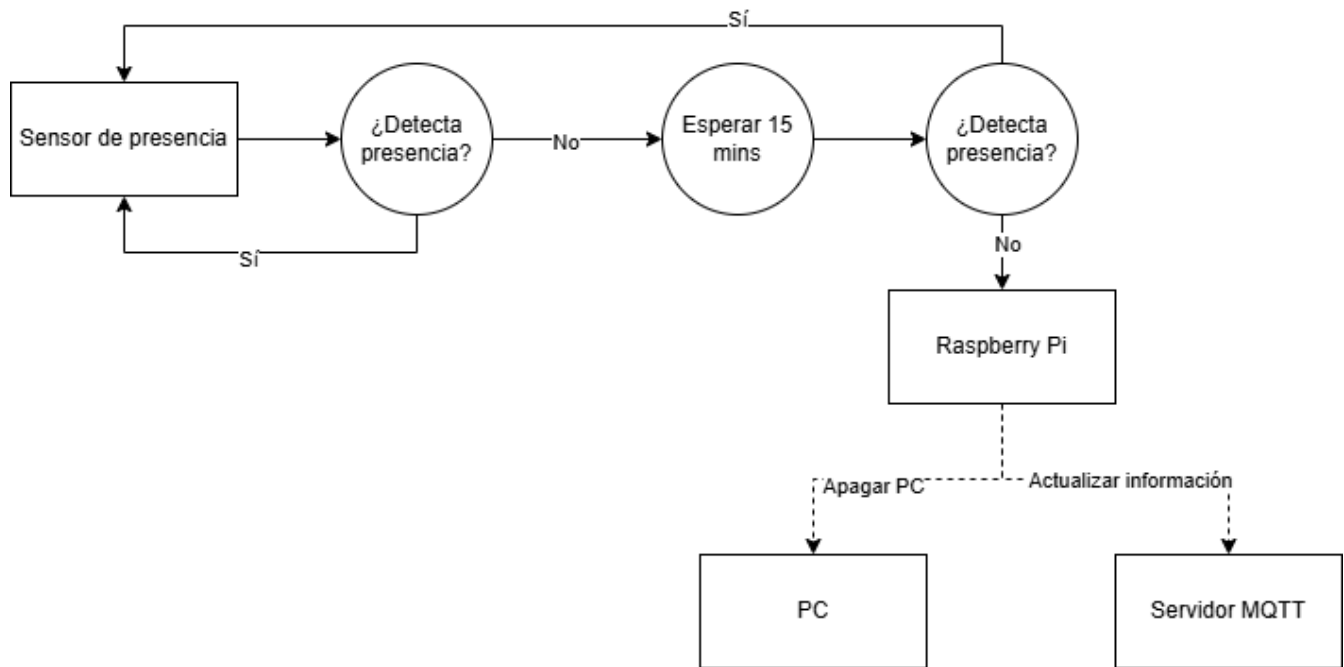 Sí
Sensor de presencia
¿Detecta
presencia?
No
Esperar 15
mins
¿Detecta
presencia?
Sí
No
Raspberry Pi
Apagar PC
Actualizar información
PC
Servidor MQTT